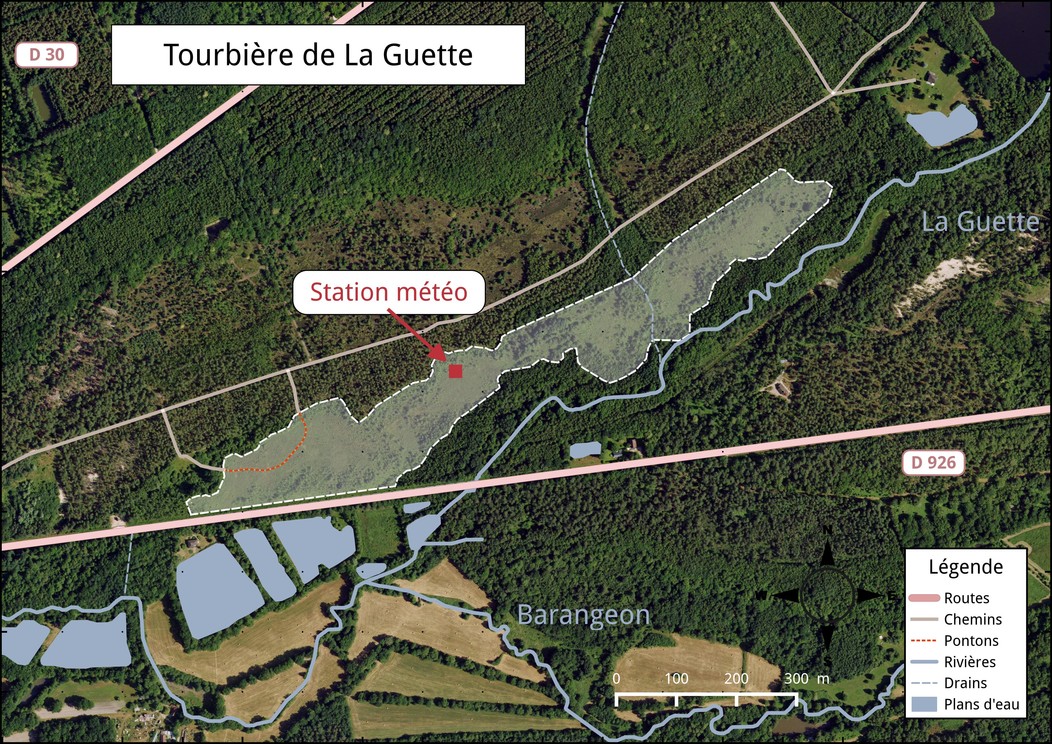 Tourbière de La Guette
D 30
La Guette
Station météo
D 926
Barangeon
0 100 200 300 m
Légende
Routes
Chemins
Pontons
Rivières
Drains
Plans d'eau